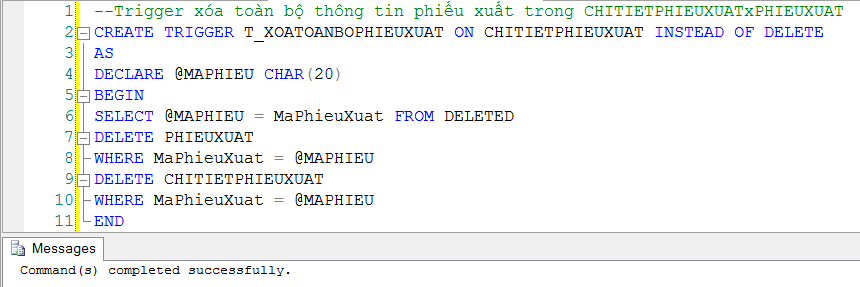 1 --Trigger xóa toàn bộ thông tin phiếu xuất trong CHITIETPHIEUXUATxPHIEUXUAT
2 CREATE TRIGGER T_XOATOANBOPHIEUXUAT ON CHITIETPHIEUXUAT INSTEAD OF DELETE
3 AS
4 DECLARE @MAPHIEU CHAR(20)
5 BEGIN
6 SELECT @MAPHIEU = MaPhieuXuat FROM DELETED
7 DELETE PHIEUXUAT
8 WHERE MaPhieuXuat = @MAPHIEU
9 DELETE CHITIETPHIEUXUAT
10 WHERE MaPhieuXuat = @MAPHIEU
11 END
Messages
Command(s) completed successfully.